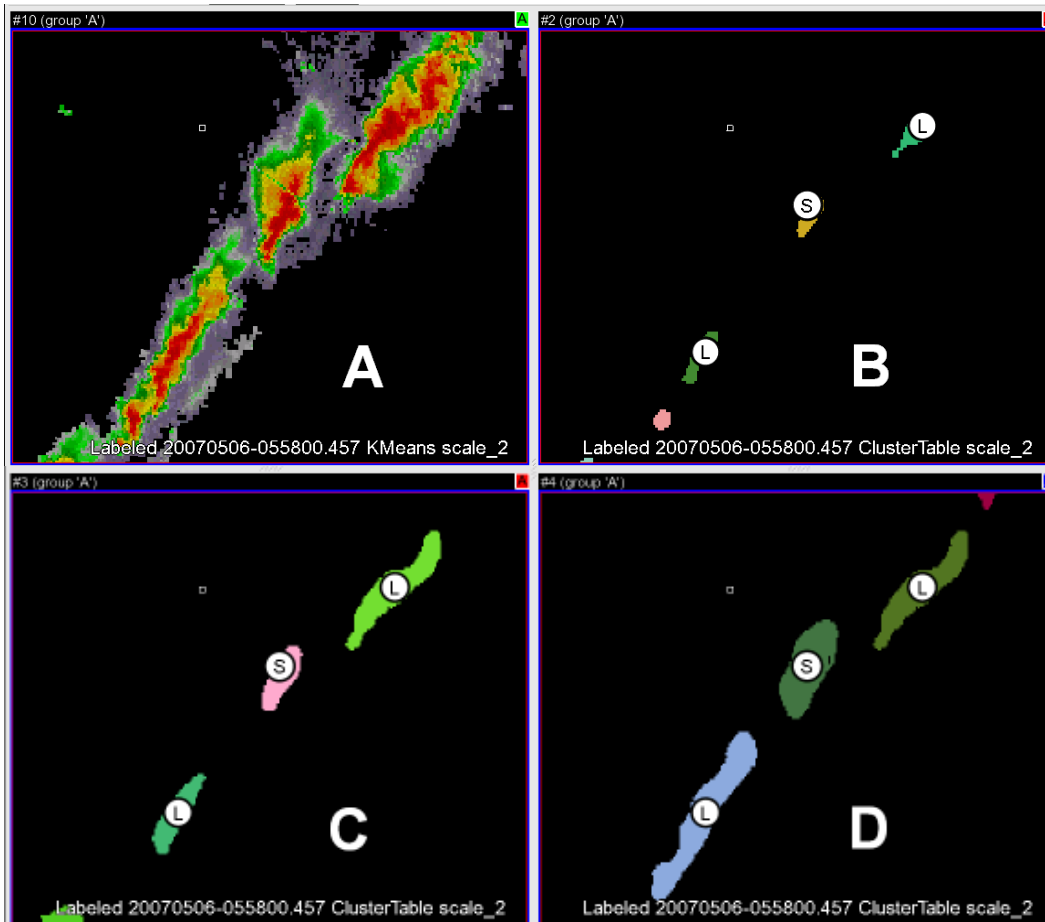 #10 (group 'A')
A
#2 (group 'A')
A
Labeled 20070506-055800.457 KMeans scale_2
L
S
L
B
Labeled 20070506-055800.457 ClusterTable scale_2
#3 (group 'A')
A
#4 (group 'A')
L
S
L
C
Labeled 20070506-055800.457 ClusterTable scale_2
L
S
L
D
Labeled 20070506-055800.457 ClusterTable scale_2